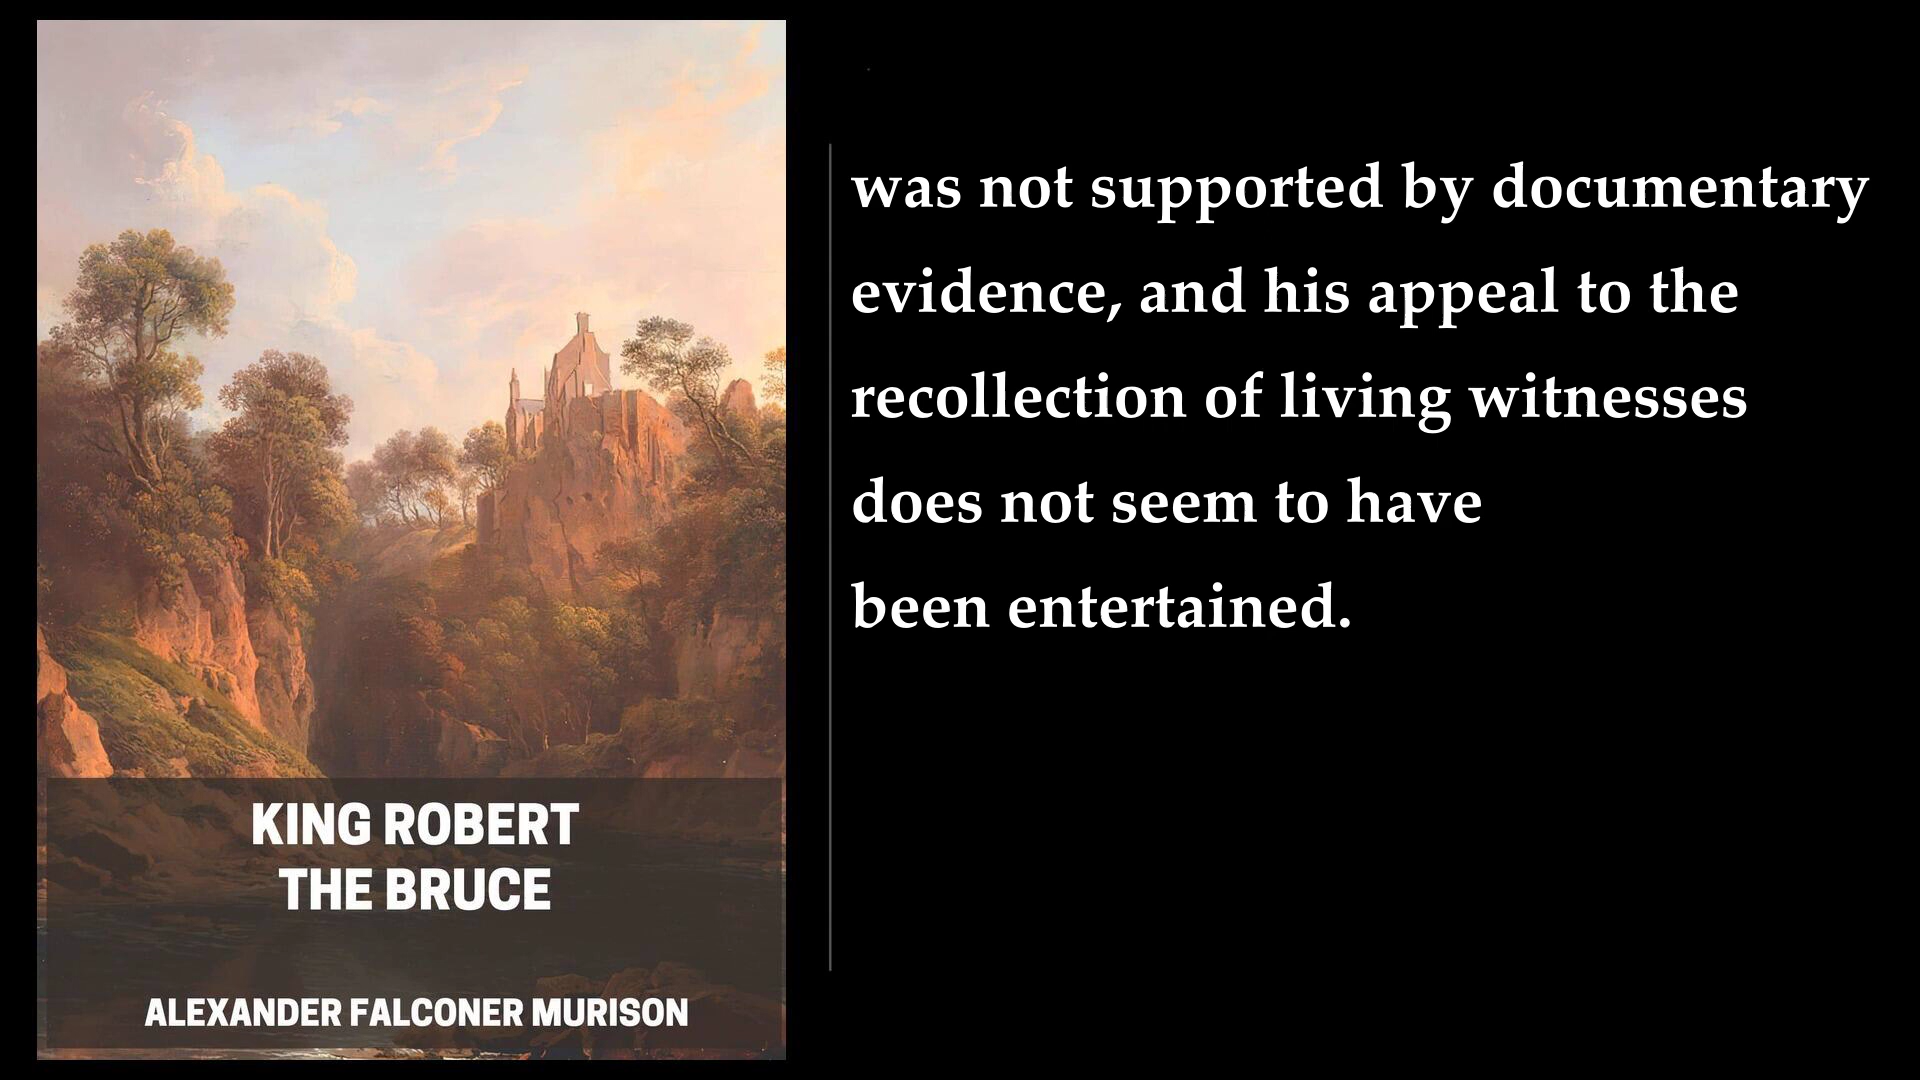 KING ROBERT
THE BRUCE
ALEXANDER FALCONER MURISON
was not supported by documentary
evidence, and his appeal to the
recollection of living witnesses
does not seem to have
been entertained.